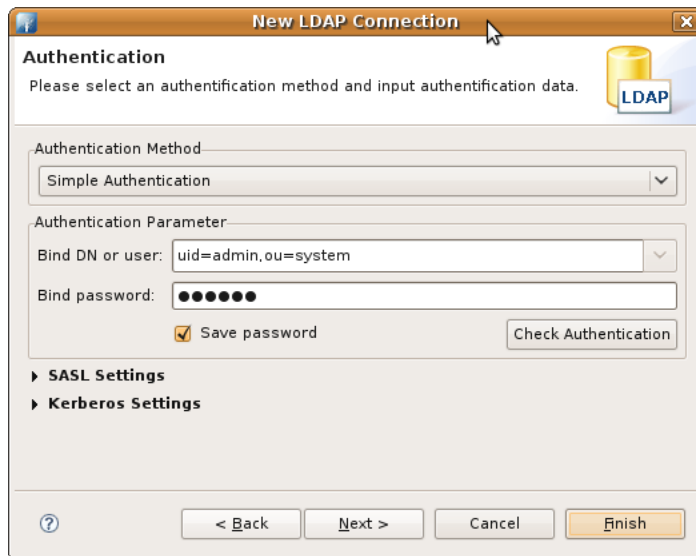 New LDAP Connection
Authentication
Please select an authentification method and input authentification data.
LDAP
Authentication Method
Simple Authentication
Authentication Parameter
Bind DN or user: uid=admin,ou=system
Bind password: ●●●●●●
Save password Check Authentication
SASL Settings
Kerberos Settings
? < Back Next > Cancel Finish